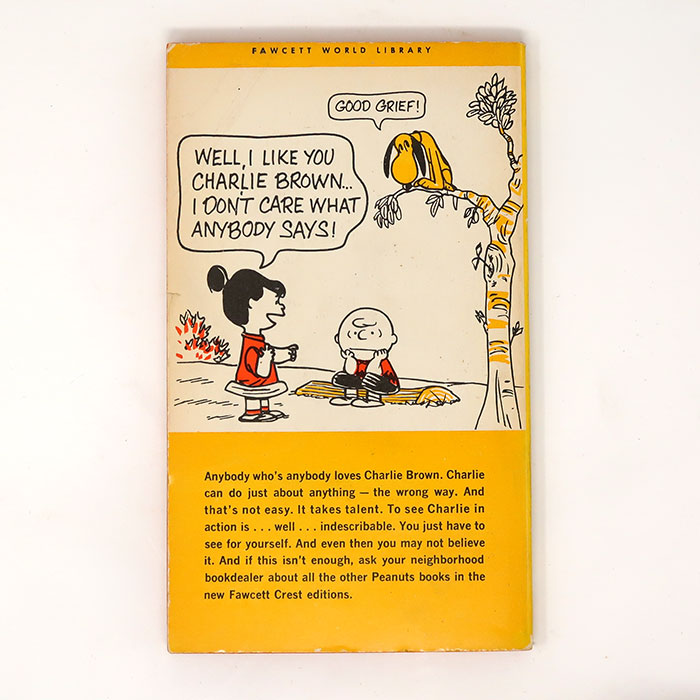 FAWCETT WORLD LIBRARY
GOOD GRIEF!
WELL, I LIKE YOU
CHARLIE BROWN...
I DON'T CARE WHAT
ANYBODY SAYS!
Anybody who's anybody loves Charlie Brown. Charlie
can do just about anything — the wrong way. And
that's not easy. It takes talent. To see Charlie in
action is . . . well . . . indescribable. You just have to
see for yourself. And even then you may not believe
it. And if this isn't enough, ask your neighborhood
bookdealer about all the other Peanuts books in the
new Fawcett Crest editions.